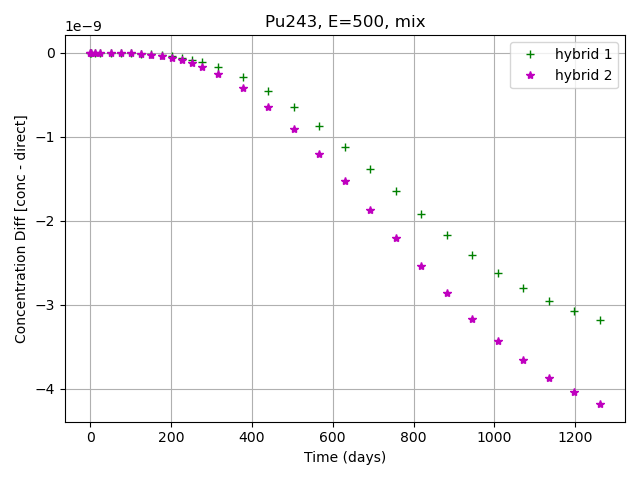 Pu243, E=500, mix
1e−9
hybrid 1
hybrid 2
0
−1
−2
−3
−4
Concentration Diff [conc - direct]
0 200 400 600 800 1000 1200
Time (days)